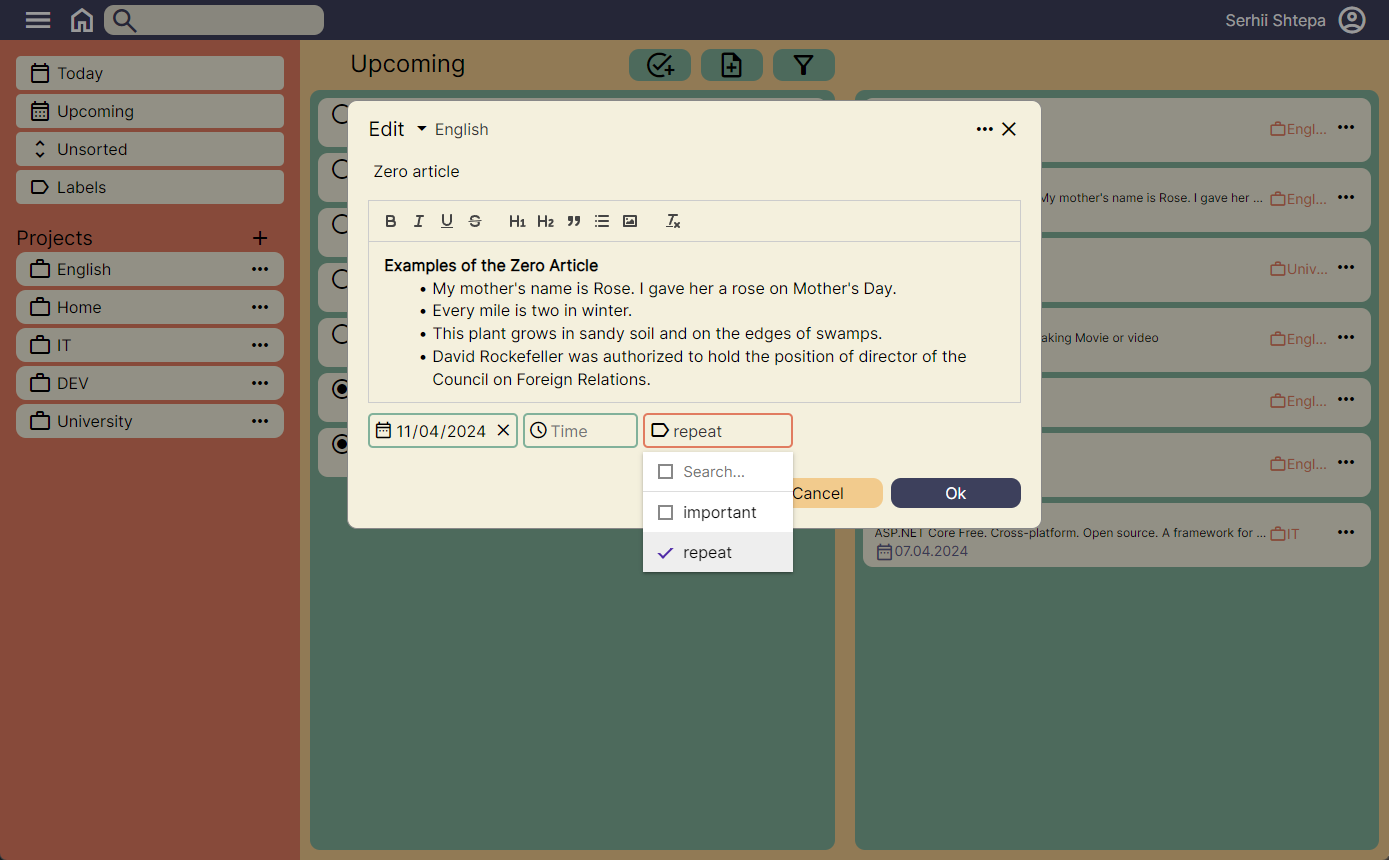 Serhii Shtepa
Today
Upcoming
Unsorted
Labels
Projects
English
Home
IT
DEV
University
Upcoming
Edit English
Zero article
B I U S H1 H2
Examples of the Zero Article
• My mother's name is Rose. I gave her a rose on Mother's Day.
• Every mile is two in winter.
• This plant grows in sandy soil and on the edges of swamps.
• David Rockefeller was authorized to hold the position of director of the
Council on Foreign Relations.
11/04/2024 Time repeat
Search...
important
repeat
Cancel Ok
Engl...
My mother's name is Rose. I gave her ... Engl...
Univ...
aking Movie or video Engl...
Engl...
Engl...
ASP.NET Core Free. Cross-platform. Open source. A framework for ... IT
07.04.2024